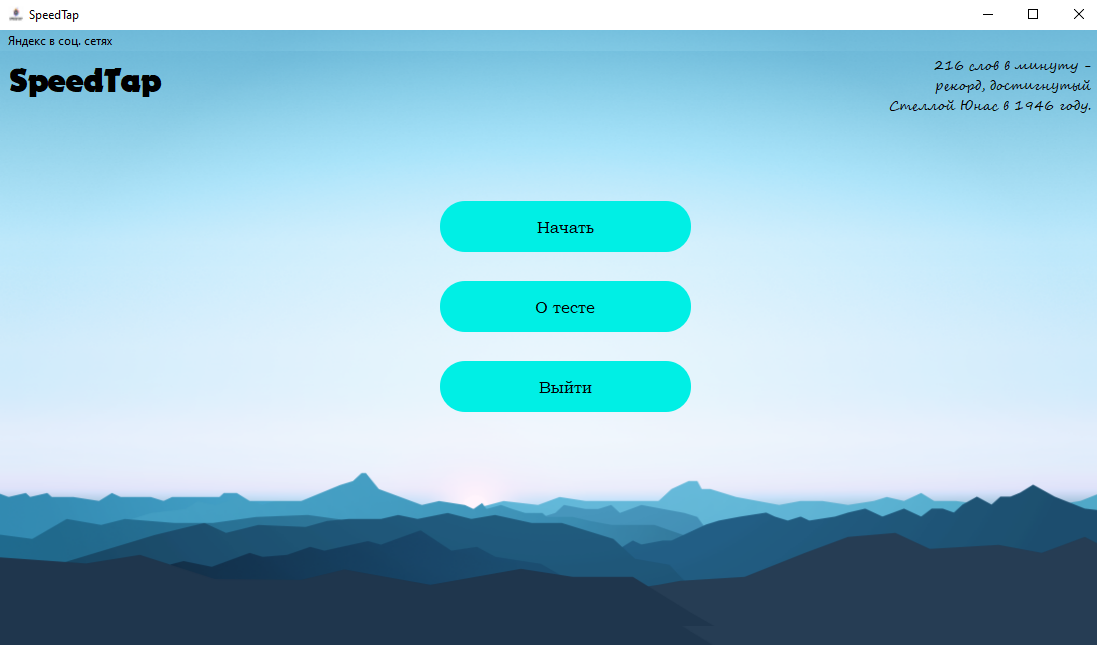 SpeedTap
Яндекс в соц. сетях
SpeedTap
216 слов в минуту -
рекорд, достигнутый
Стеллой Юнас в 1946 году.
Начать
О тесте
Выйти